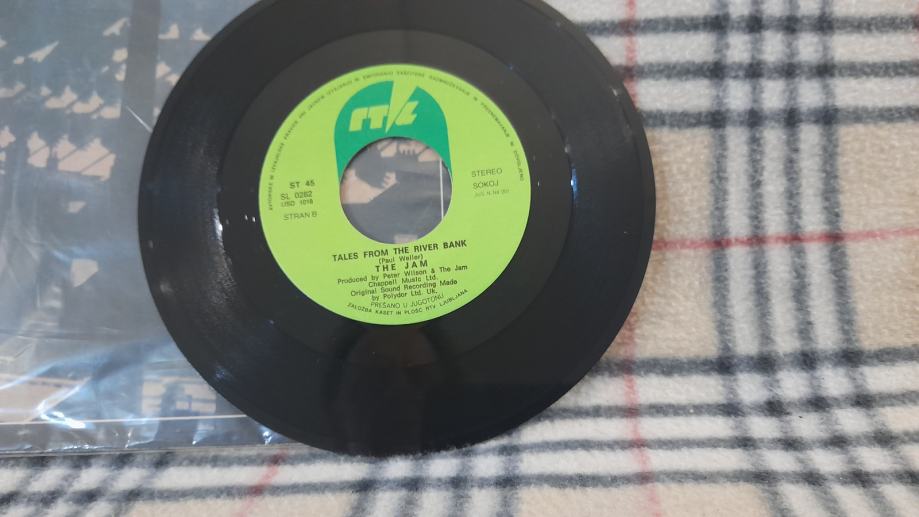 RTVL
ST 45
SL 0262
USD 1018
STRAN B
STEREO
SOKOJ
TALES FROM THE RIVER BANK
(Paul Weller)
THE JAM
Produced by Peter Wilson & The Jam
Chappell Music Ltd.
Original Sound Recording Made
by Polydor Ltd. Uk.
PREŠANO U JUGOTONU
ZALOŽBA KASET IN PLOŠČ RTV LJUBLJANA